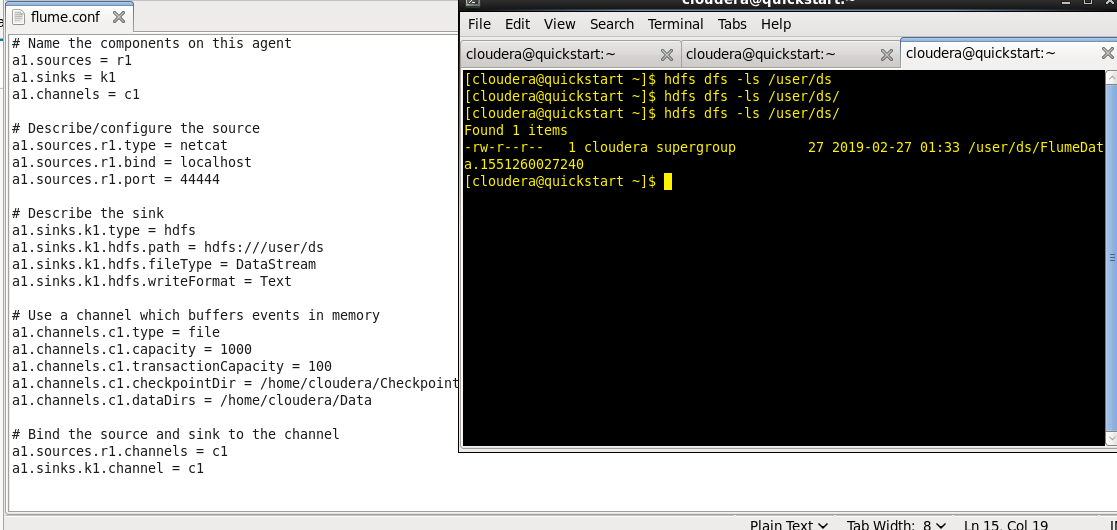 flume.conf
# Name the components on this agent
a1.sources = r1
a1.sinks = k1
a1.channels = c1
# Describe/configure the source
a1.sources.r1.type = netcat
a1.sources.r1.bind = localhost
a1.sources.r1.port = 44444
# Describe the sink
a1.sinks.k1.type = hdfs
a1.sinks.k1.hdfs.path = hdfs:///user/ds
a1.sinks.k1.hdfs.fileType = DataStream
a1.sinks.k1.hdfs.writeFormat = Text
# Use a channel which buffers events in memory
a1.channels.c1.type = file
a1.channels.c1.capacity = 1000
a1.channels.c1.transactionCapacity = 100
a1.channels.c1.checkpointDir = /home/cloudera/Checkpoint
a1.channels.c1.dataDirs = /home/cloudera/Data
# Bind the source and sink to the channel
a1.sources.r1.channels = c1
a1.sinks.k1.channel = c1
Plain Text Tab Width: 8 Ln 15, Col 19
cloudera@quickstart:~
File Edit View Search Terminal Tabs Help
cloudera@quickstart:~ cloudera@quickstart:~ cloudera@quickstart:~
[cloudera@quickstart ~]$ hdfs dfs -ls /user/ds
[cloudera@quickstart ~]$ hdfs dfs -ls /user/ds/
[cloudera@quickstart ~]$ hdfs dfs -ls /user/ds/
Found 1 items
-rw-r--r-- 1 cloudera supergroup 27 2019-02-27 01:33 /user/ds/FlumeDat
a.1551260027240
[cloudera@quickstart ~]$